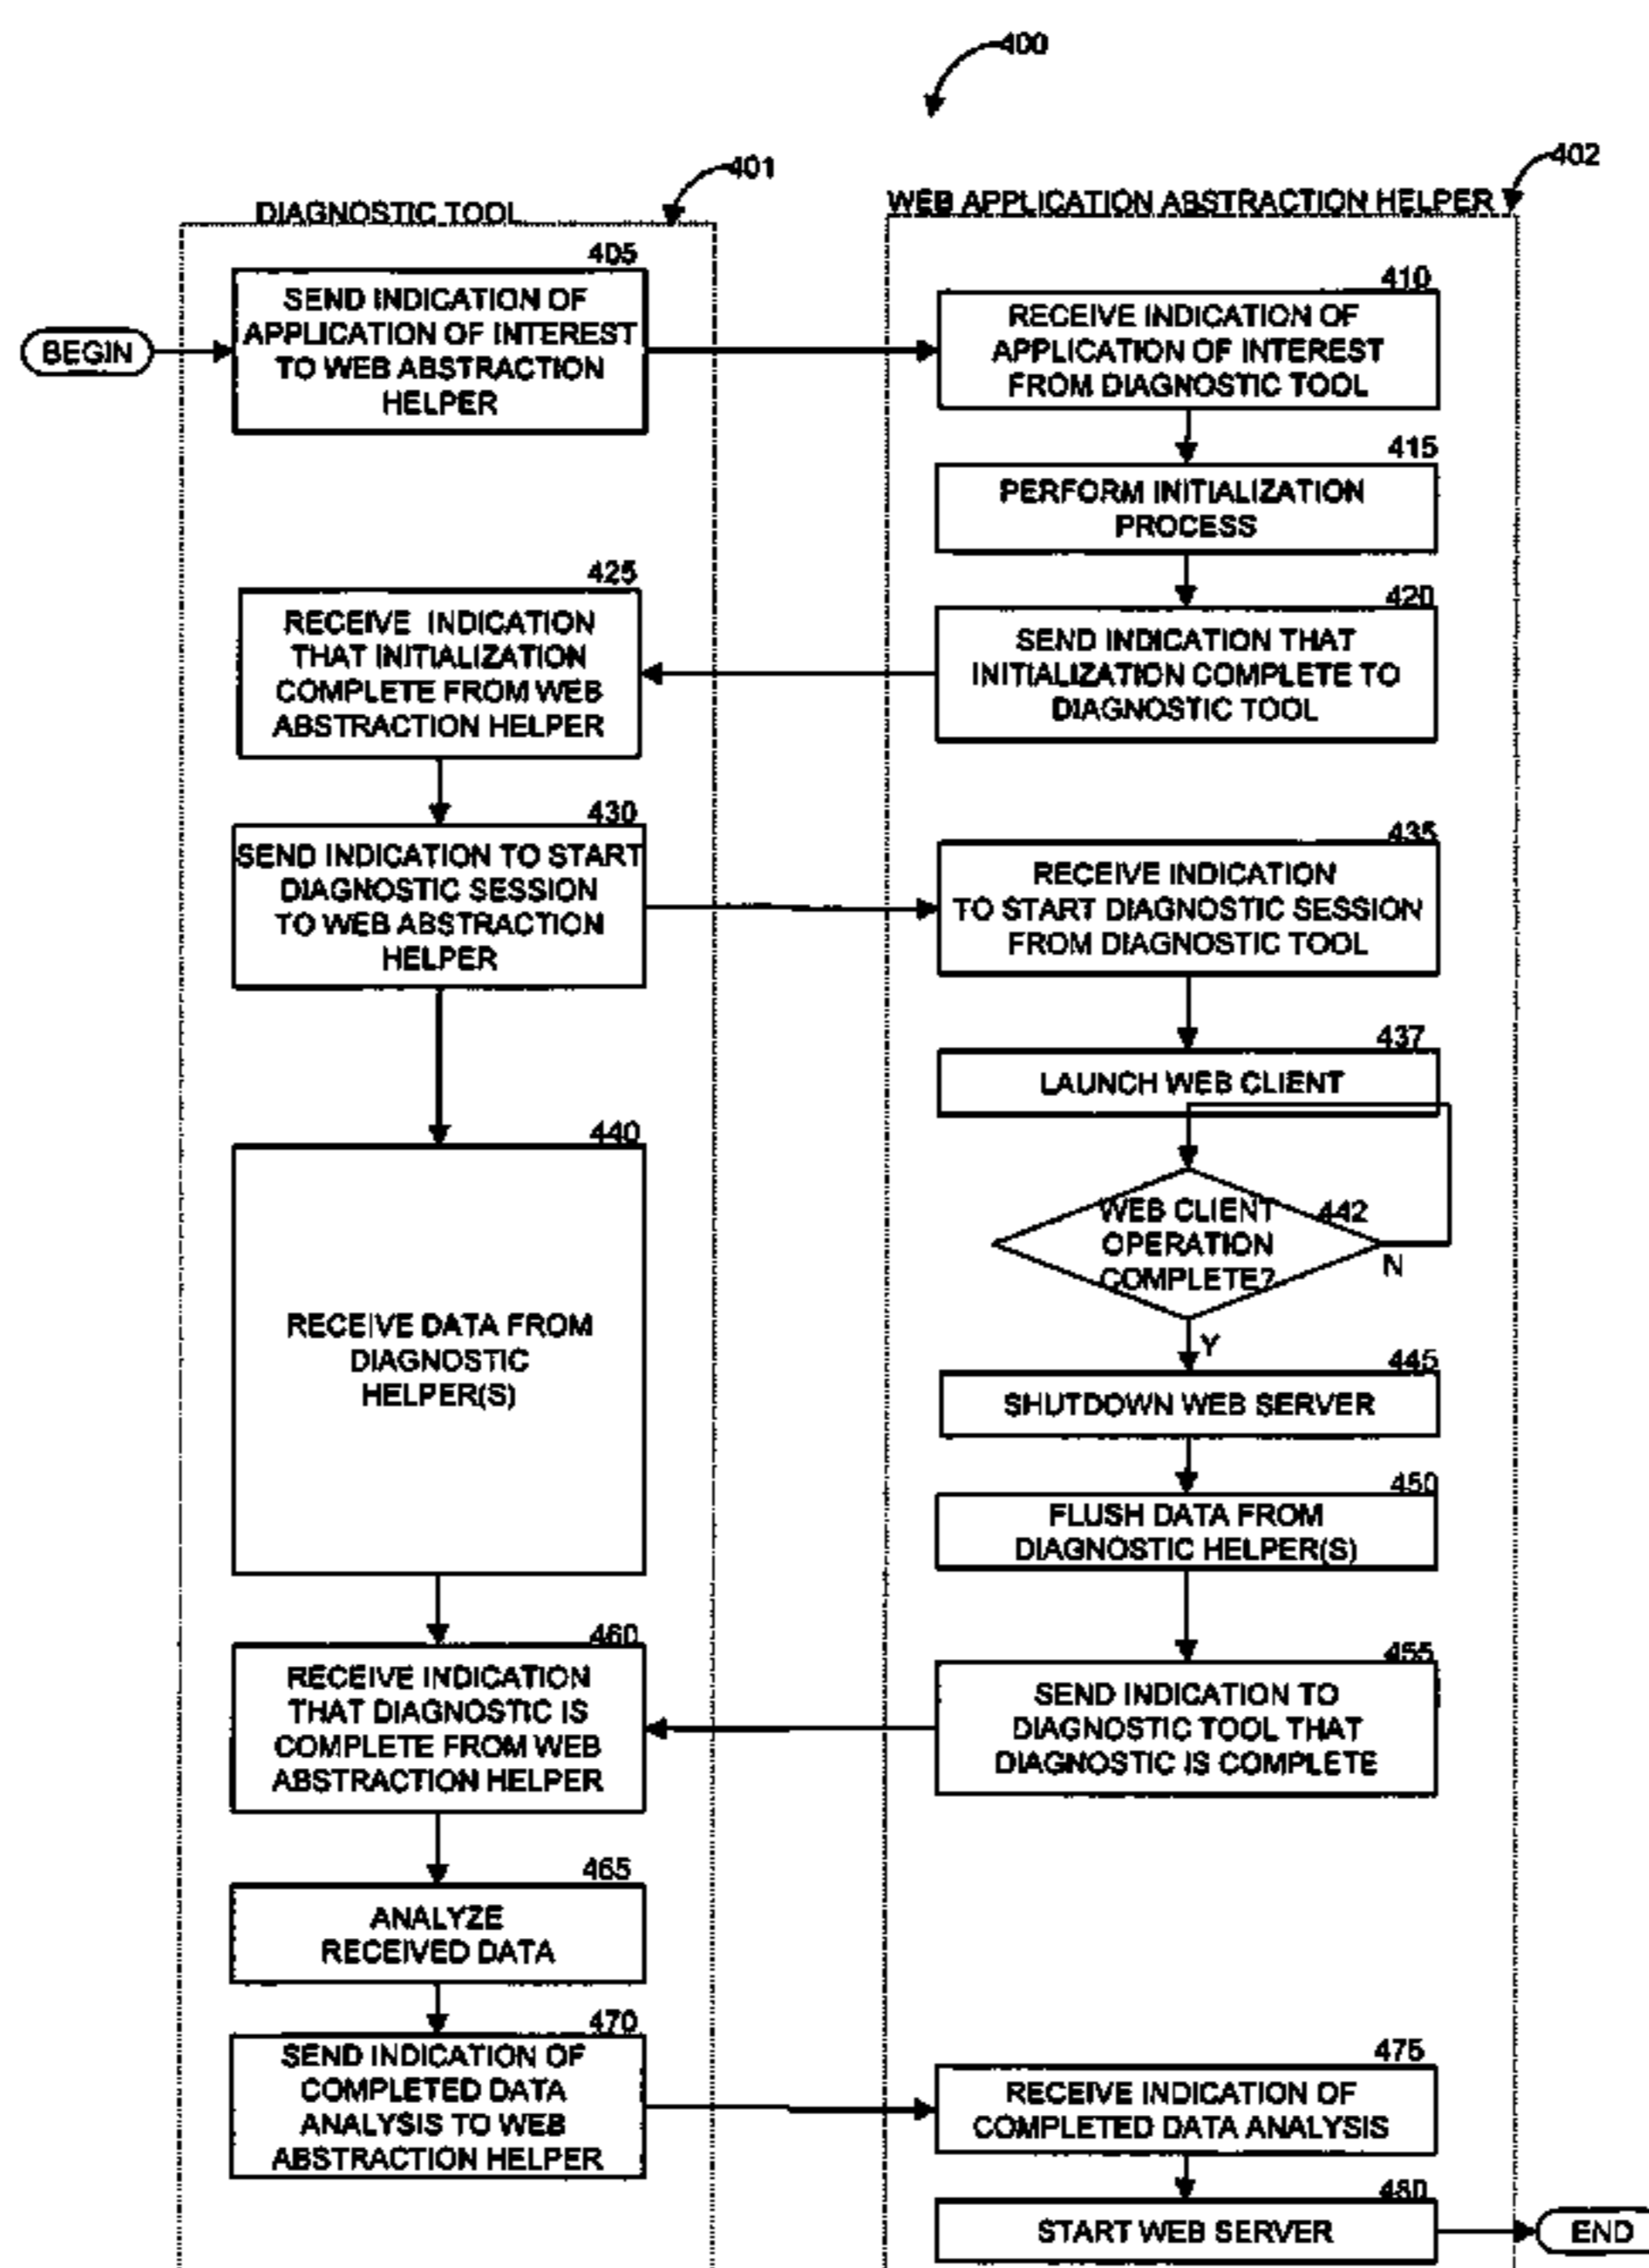 400
401
402
DIAGNOSTIC TOOL
WEB APPLICATION ABSTRACTION HELPER
BEGIN
405
SEND INDICATION OF
APPLICATION OF INTEREST
TO WEB ABSTRACTION
HELPER
410
RECEIVE INDICATION OF
APPLICATION OF INTEREST
FROM DIAGNOSTIC TOOL
415
PERFORM INITIALIZATION
PROCESS
420
SEND INDICATION THAT
INITIALIZATION COMPLETE TO
DIAGNOSTIC TOOL
425
RECEIVE INDICATION
THAT INITIALIZATION
COMPLETE FROM WEB
ABSTRACTION HELPER
430
SEND INDICATION TO START
DIAGNOSTIC SESSION
TO WEB ABSTRACTION
HELPER
435
RECEIVE INDICATION
TO START DIAGNOSTIC SESSION
FROM DIAGNOSTIC TOOL
437
LAUNCH WEB CLIENT
440
RECEIVE DATA FROM
DIAGNOSTIC
HELPER(S)
442
WEB CLIENT
OPERATION
COMPLETE?
N
Y
445
SHUTDOWN WEB SERVER
450
FLUSH DATA FROM
DIAGNOSTIC HELPER(S)
455
SEND INDICATION TO
DIAGNOSTIC TOOL THAT
DIAGNOSTIC IS COMPLETE
460
RECEIVE INDICATION
THAT DIAGNOSTIC IS
COMPLETE FROM WEB
ABSTRACTION HELPER
465
ANALYZE
RECEIVED DATA
470
SEND INDICATION OF
COMPLETED DATA
ANALYSIS TO WEB
ABSTRACTION HELPER
475
RECEIVE INDICATION OF
COMPLETED DATA ANALYSIS
480
START WEB SERVER
END